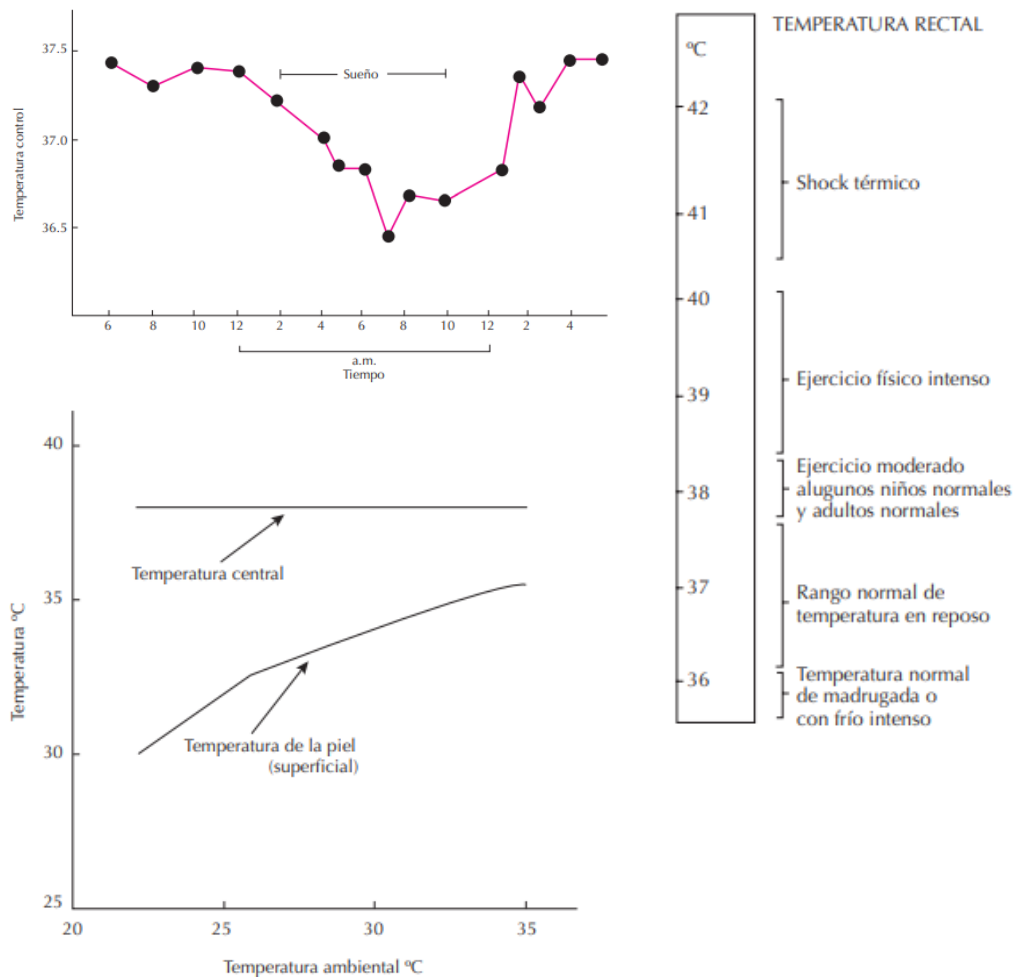 37.5
37.0
36.5
Temperatura control
Sueño
6 8 10 12 2 4 6 8 10 12 2 4
a.m.
Tiempo
40
35
30
25
Temperatura ºC
Temperatura central
Temperatura de la piel
(superficial)
20 25 30 35
Temperatura ambiental ºC
TEMPERATURA RECTAL
ºC
42
41
40
39
38
37
36
Shock térmico
Ejercicio físico intenso
Ejercicio moderado
alugunos niños normales
y adultos normales
Rango normal de
temperatura en reposo
Temperatura normal
de madrugada o
con frío intenso